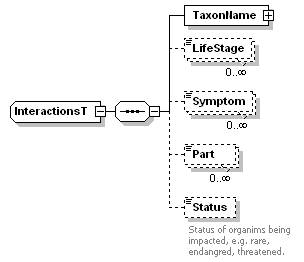 TaxonName
LifeStage
0..∞
InteractionsT
Symptom
0..∞
Part
0..∞
Status
Status of organims being
impacted, e.g. rare,
endangred, threatened.